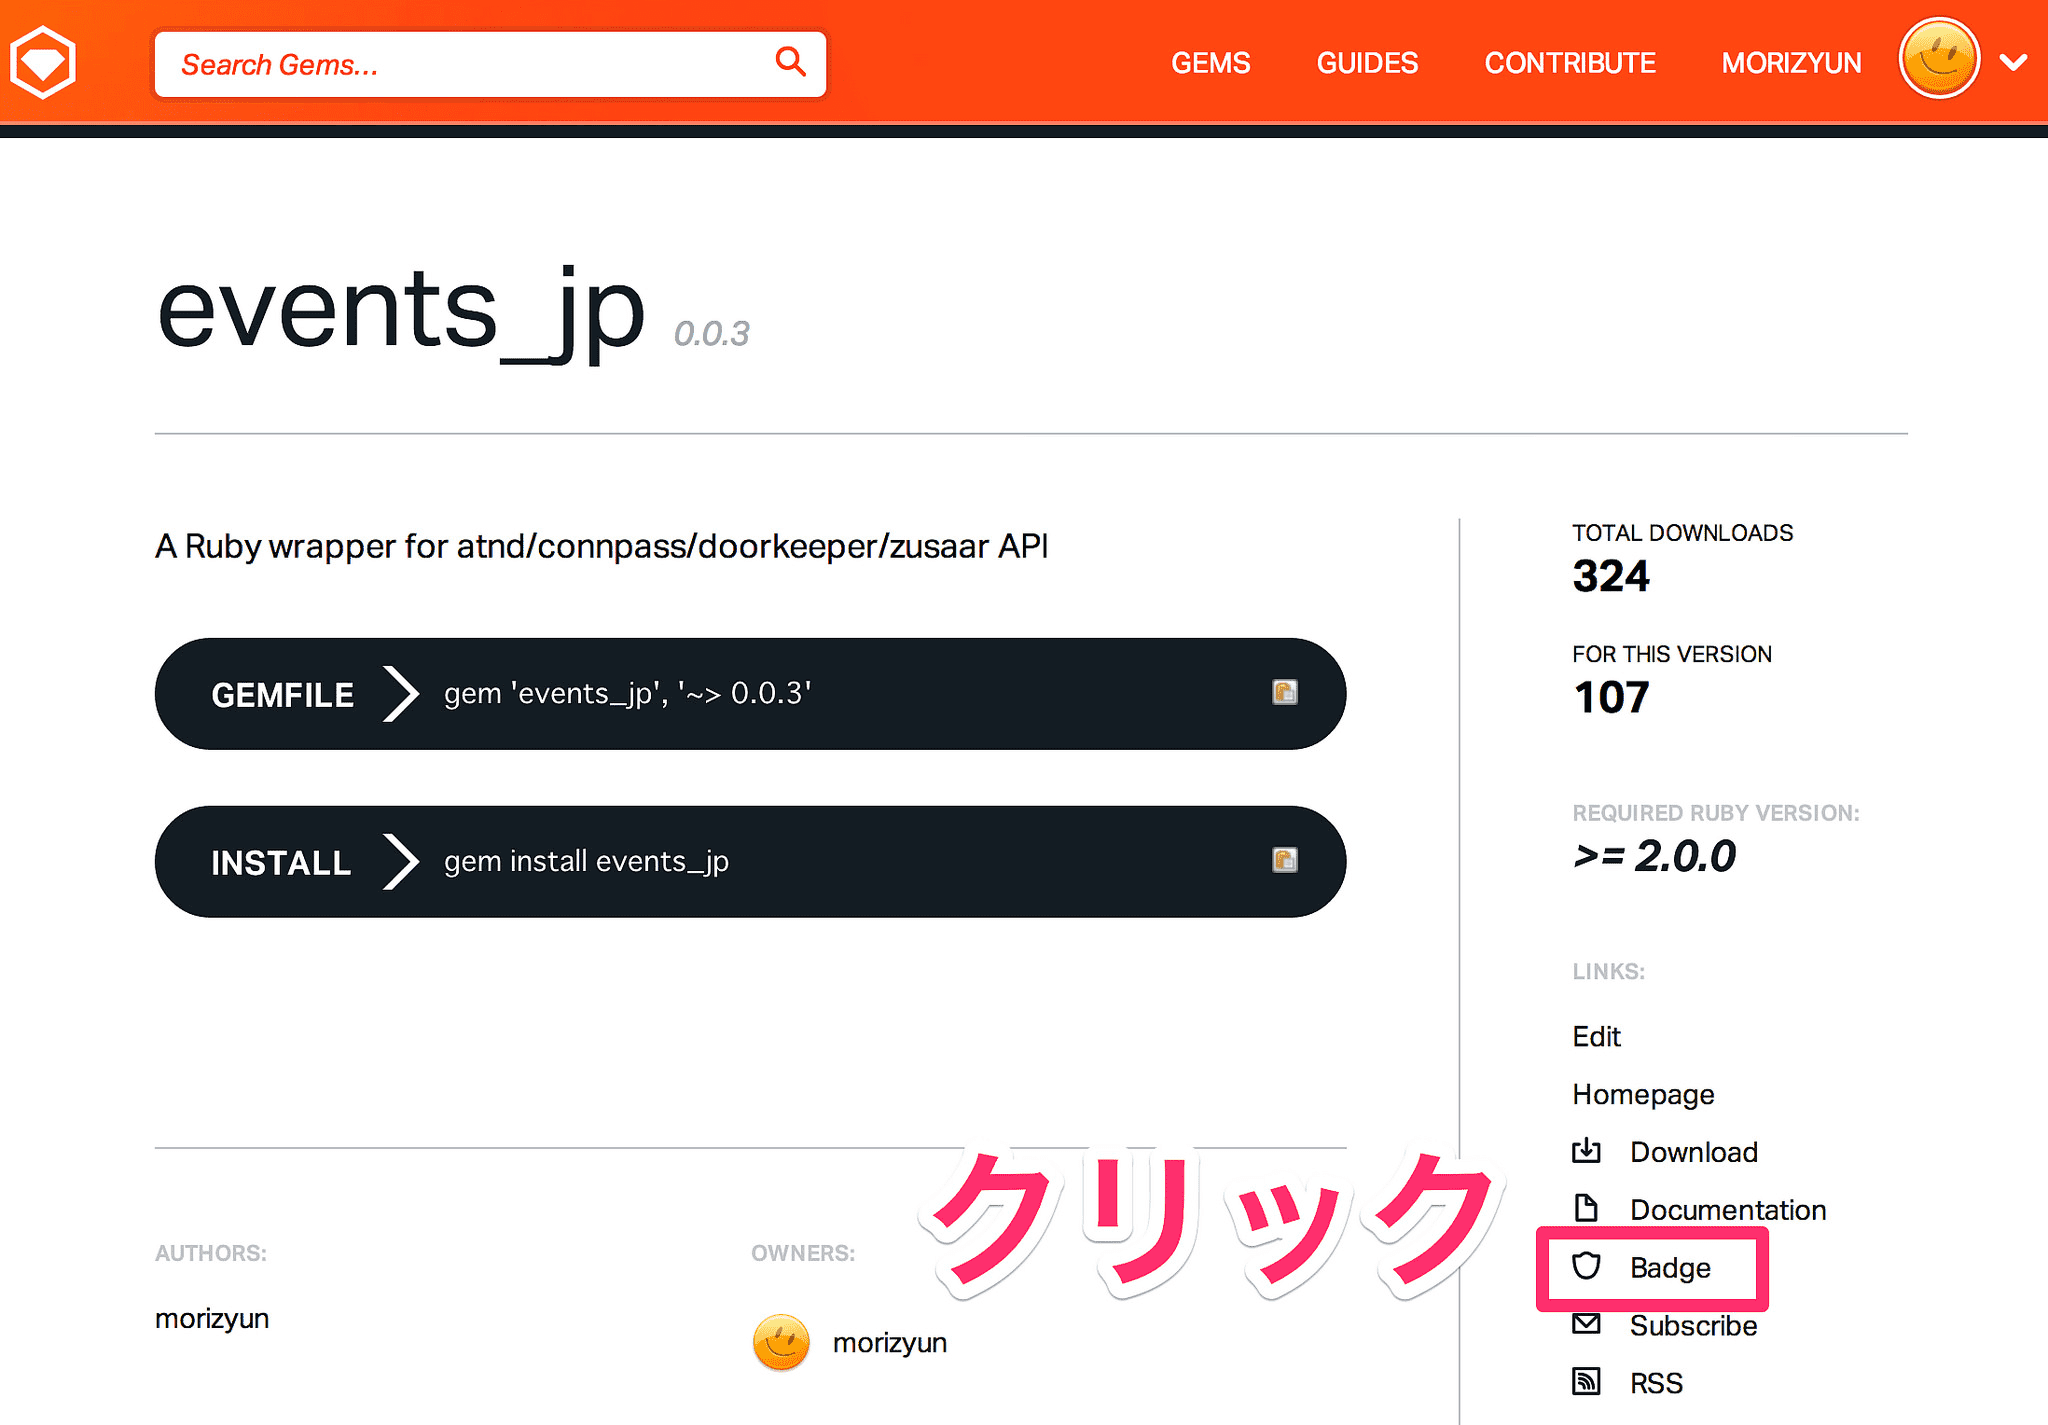 Search Gems...
GEMS
GUIDES
CONTRIBUTE
MORIZYUN
events_jp 0.0.3
A Ruby wrapper for atnd/connpass/doorkeeper/zusaar API
GEMFILE
gem 'events_jp', '~> 0.0.3'
INSTALL
gem install events_jp
AUTHORS:
morizyun
OWNERS:
morizyun
クリック
TOTAL DOWNLOADS
324
FOR THIS VERSION
107
REQUIRED RUBY VERSION:
>= 2.0.0
LINKS:
Edit
Homepage
Download
Documentation
Badge
Subscribe
RSS